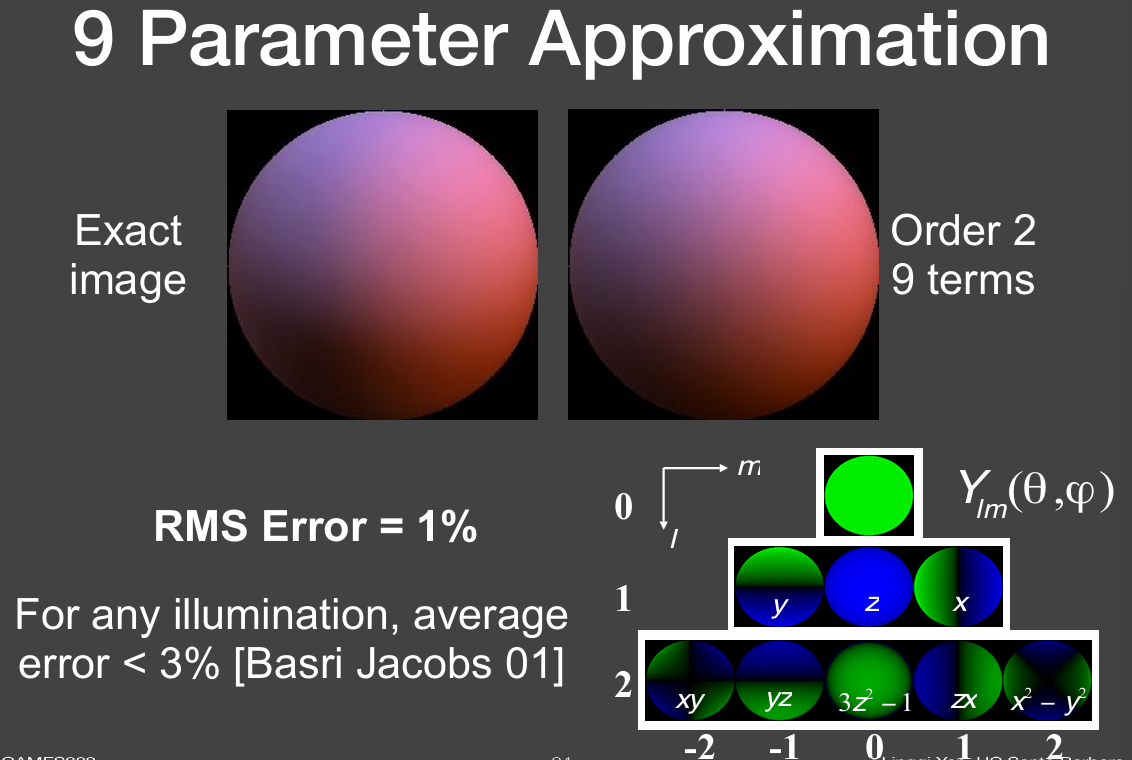 9 Parameter Approximation
Exact
image
Order 2
9 terms
RMS Error = 1%
For any illumination, average
error < 3% [Basri Jacobs 01]
m
l
Y_lm(θ,φ)
0
1
2
y z x
xy yz 3z² − 1 zx x² − y²
-2 -1 0 1 2